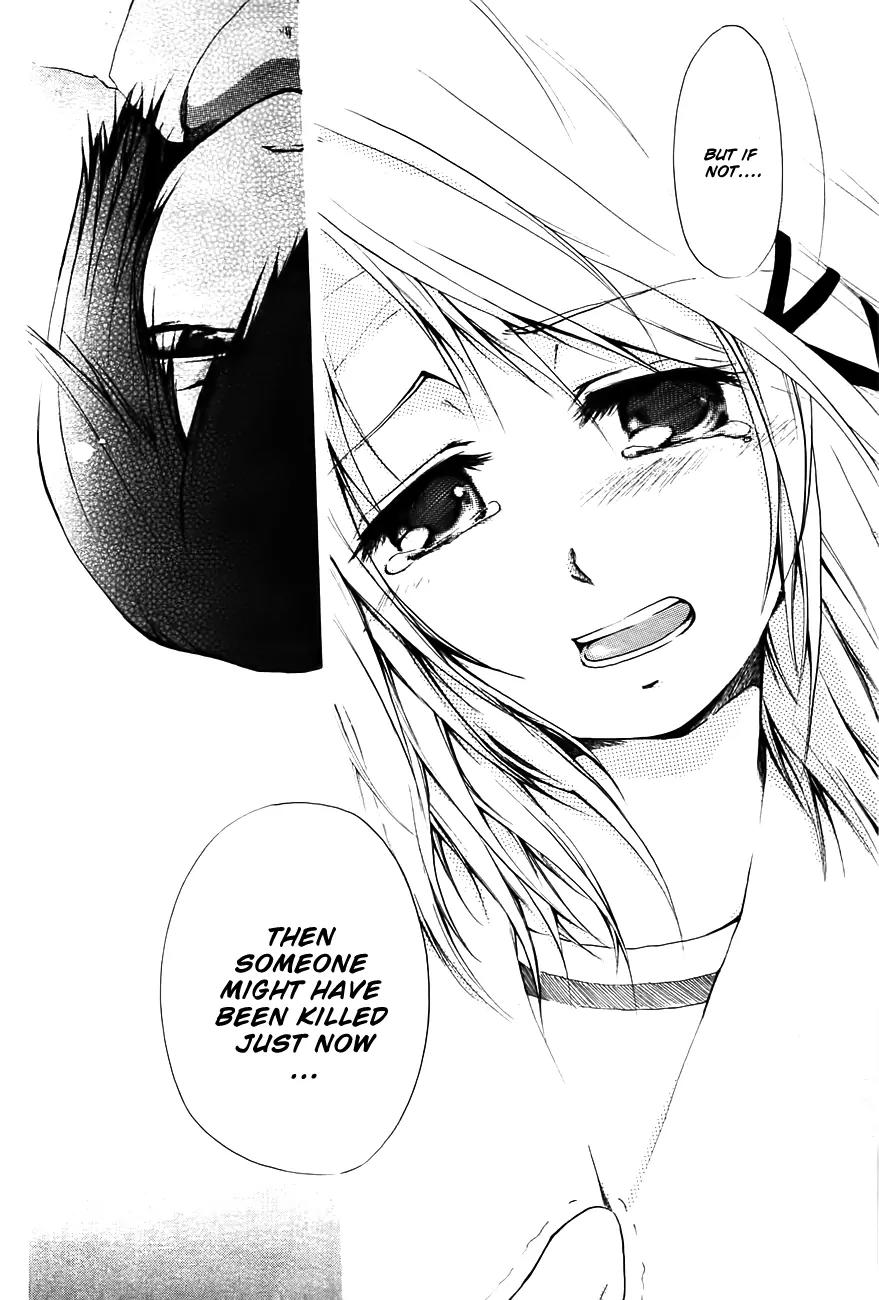 BUT IF
NOT....
THEN
SOMEONE
MIGHT HAVE
BEEN KILLED
JUST NOW
...